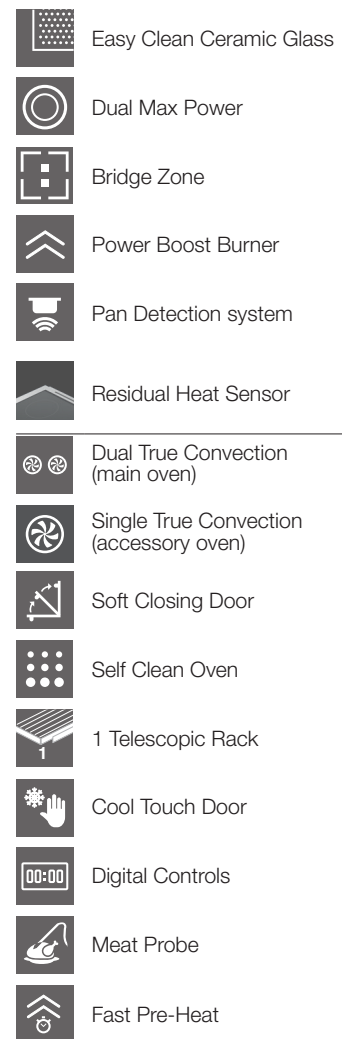 Easy Clean Ceramic Glass
Dual Max Power
Bridge Zone
Power Boost Burner
Pan Detection system
Residual Heat Sensor
Dual True Convection
(main oven)
Single True Convection
(accessory oven)
Soft Closing Door
Self Clean Oven
1
1 Telescopic Rack
Cool Touch Door
00:00
Digital Controls
Meat Probe
Fast Pre-Heat